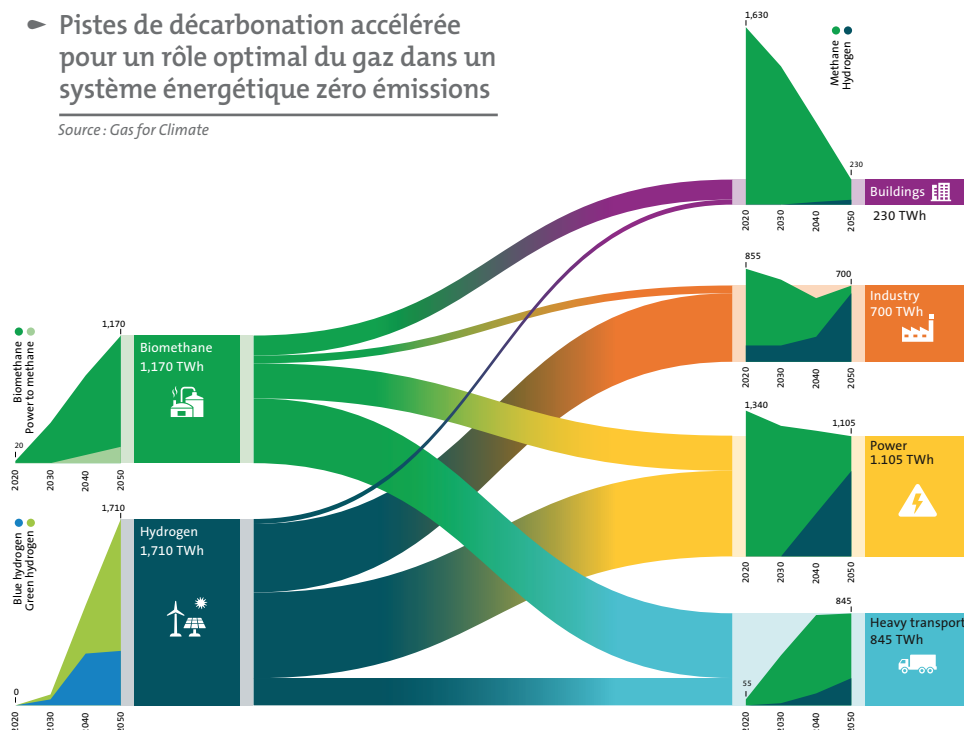 Pistes de décarbonation accélérée
pour un rôle optimal du gaz dans un
système énergétique zéro émissions
Source : Gas for Climate
1,630
Methane
Hydrogen
230
2020
2030
2040
2050
Buildings
230 TWh
855
700
2020
2030
2040
2050
Industry
700 TWh
Biomethane
Power to methane
1,170
20
2020
2030
2040
2050
Biomethane
1,170 TWh
1,340
1,105
2020
2030
2040
2050
Power
1.105 TWh
Blue hydrogen
Green hydrogen
1,710
0
2020
2030
2040
2050
Hydrogen
1,710 TWh
845
55
2020
2030
2040
2050
Heavy transport
845 TWh